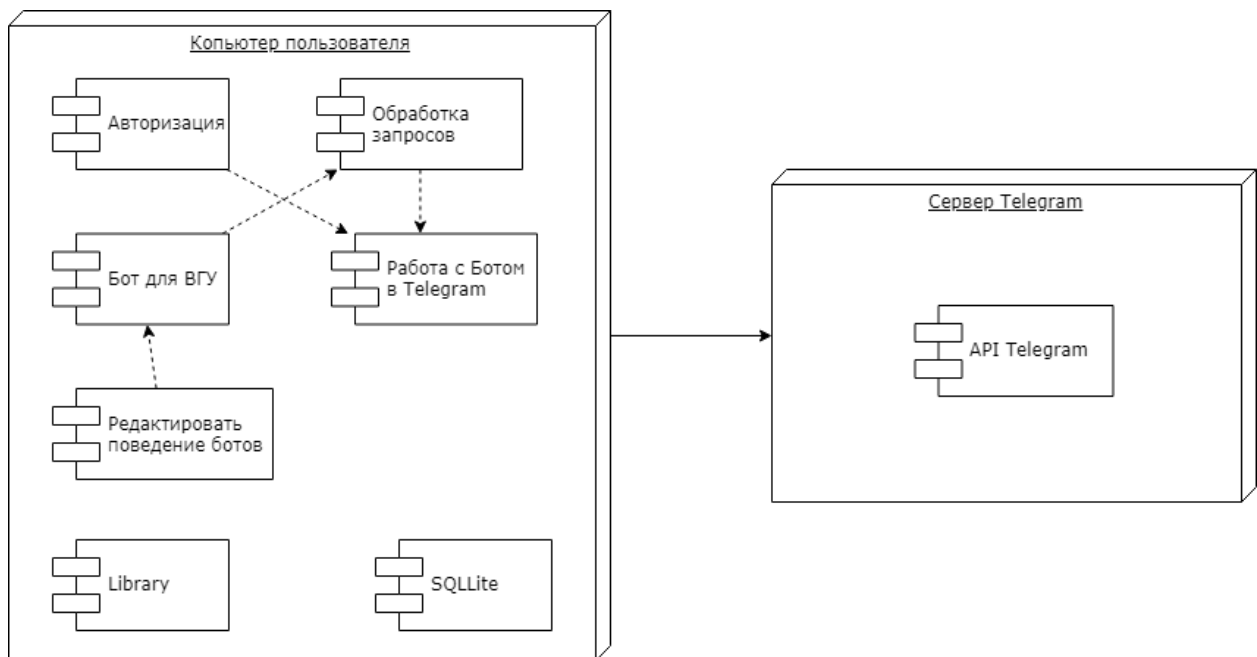 Копьютер пользователя
Авторизация
Обработка
запросов
Бот для ВГУ
Работа с Ботом
в Telegram
Редактировать
поведение ботов
Library
SQLLite
Сервер Telegram
API Telegram